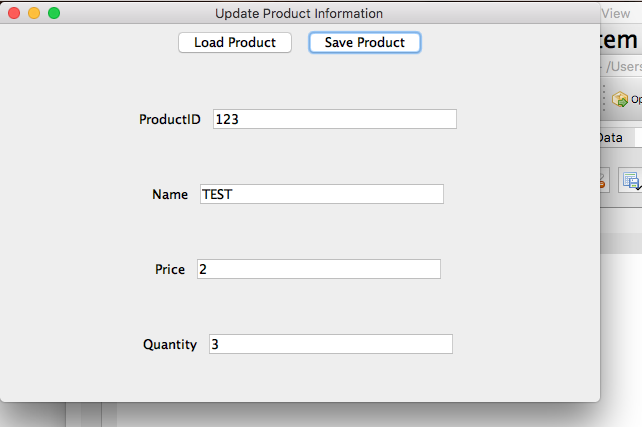 Update Product Information
View
Load Product Save Product
tem
/Users
ProductID 123
Op
Data
Name TEST
Price 2
Quantity 3